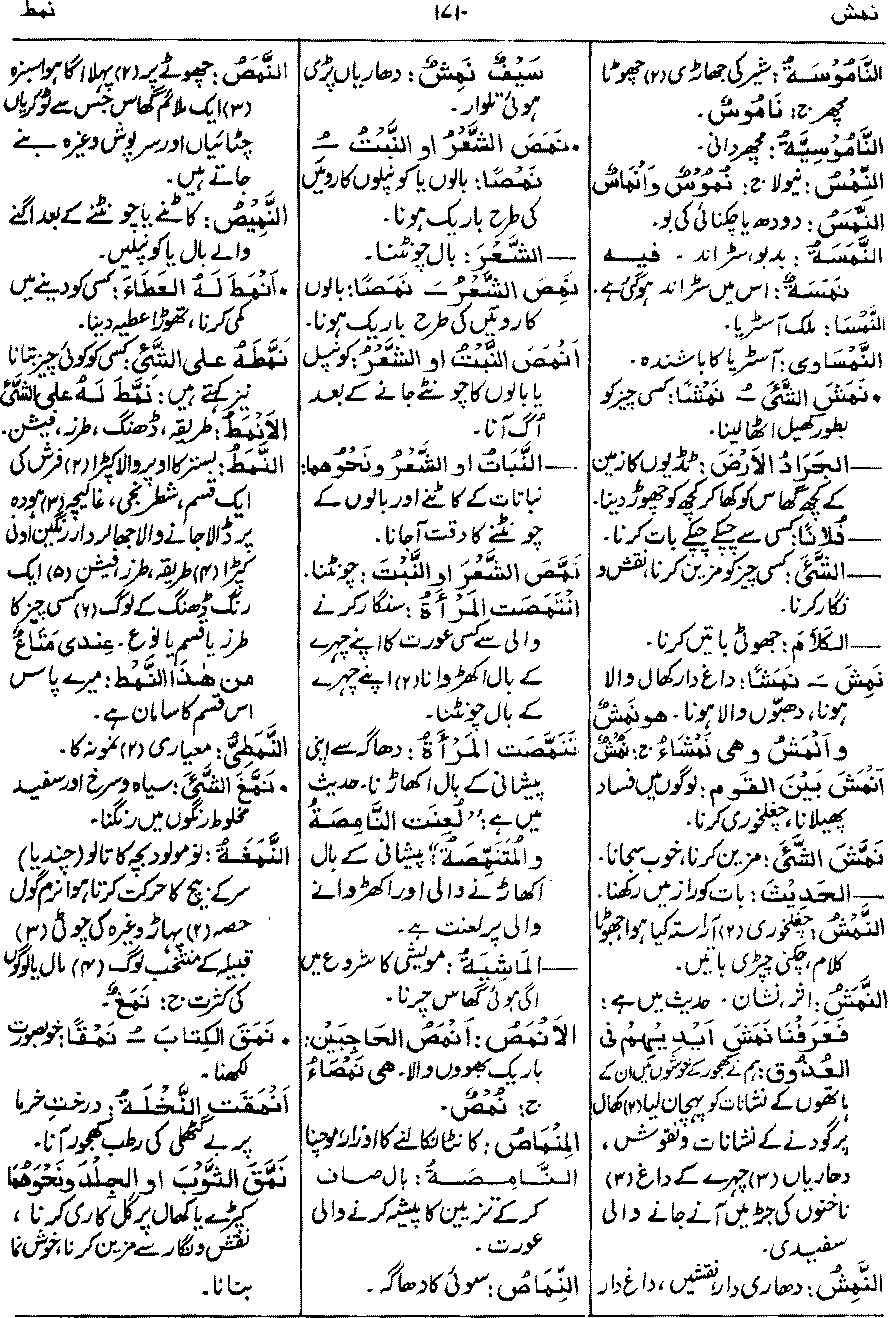 نمش
۱۷۱۰
نمط
النَّامُوسَةُ: شیر کی جھاڑی (۲) چھوٹا
مچھر ج: نَامُوسٌ.
النَّامُوسِيَّةُ: مچھر دانی.
النِّمْسُ: نیولا ج: نُمُوسٌ وَأَنْمَاسٌ
النَّمَسُ: دودھ یا چکنائی کی بو.
النَّمَسَةُ: بدبو، سڑاند - فيه
نَمَسَةٌ: اس میں سڑاند ہوگئی ہے.
النَّمْسَا: ملک آسٹریا.
النَّمْسَاوِي: آسٹریا کا باشندہ.
• نَمَشَ الشَّئَ ـُ نَمْشًا: کسی چیز کو
بطور کھیل اٹھا لینا.
— الجَرَادُ الأَرْضَ: ٹڈیوں کا زمین
کے کچھ گھاس کو کھا کر کچھ کو چھوڑ دینا.
— فُلَانًا: کسی سے چپکے چپکے بات کرنا.
— الشَّئَ: کسی چیز کو مزین کرنا، نقش و
نگار کرنا.
— الكَلَامَ: جھوٹی باتیں کرنا.
نَمِشَ ـَ نَمَشًا: داغ دار کھال والا
ہونا، دھبّوں والا ہونا. هو نَمِشٌ
و أَنْمَشُ وهي نَمْشَاءُ ج: نُمْشٌ
أَنْمَشَ بَيْنَ القَوْمِ: لوگوں میں فساد
پھیلانا، چغلخوری کرنا.
نَمَّشَ الشَّئَ: مزین کرنا، خوب سجانا.
— الحَدِيثَ: بات کو راز میں رکھنا.
النَّمْشُ: چغلخوری (۲) آراستہ کیا ہوا جھوٹا
کلام، چکنی چپڑی باتیں.
النَّمَشُ: اثر، نشان - حدیث میں ہے:
فَعَرَفْنَا نَمَشَ أَيْدِيهِمْ فِي
العُذُوقِ: ہم نے کھجور کے خوشوں میں ان کے
ہاتھوں کے نشانات کو پہچان لیا (۲) کھال
پر گودنے کے نشانات و نقوش،
دھاریاں (۳) چہرے کے داغ (۴)
ناخنوں کی جڑ میں آنے جانے والی
سفیدی.
النَّمِشُ: دھاری دار نقشیں، داغ دار
سَيْفٌ نَمِشٌ: دھاریاں پڑی
ہوئی تلوار.
• نَمَصَ الشَّعْرُ او النَّبْتُ ـُ
نَمْصًا: بالوں یا کونپلوں کا روئیں
کی طرح باریک ہونا.
— الشَّعْرَ: بال چونٹنا.
نَمِصَ الشَّعْرُ ـَ نَمَصًا: بالوں
کا روئیں کی طرح باریک ہونا.
أَنْمَصَ النَّبْتُ او الشَّعْرُ: کونپل
یا بالوں کا چونٹے جانے کے بعد
اُگ آنا.
— النَّبَاتُ او الشَّعْرُ ونَحْوُهما:
نباتات کے کاٹنے اور بالوں کے
چونٹنے کا وقت آجانا.
نَمَّصَ الشَّعْرَ او النَّبْتَ: چونٹنا.
انْتَمَصَتِ المَرْأَةُ: سنگار کرنے
والی سے کسی عورت کا اپنے چہرے
کے بال اکھڑوانا (۲) اپنے چہرے
کے بال چونٹنا.
تَنَمَّصَتِ المَرْأَةُ: دھاگہ سے اپنی
پیشانی کے بال اکھاڑنا. حدیث
میں ہے: "لُعِنَتِ النَّامِصَةُ
والمُتَنَمِّصَةُ": پیشانی کے بال
اکھاڑنے والی اور اکھڑوانے
والی پر لعنت ہے.
— المَاشِيَةُ: مویشی کا شروع میں
اگی ہوئی گھاس چرنا.
الأَنْمَصُ: أَنْمَصُ الحَاجِبَيْنِ:
باریک بھووں والا. هي نَمْصَاءُ
ج: نُمْصٌ.
المِنْمَاصُ: کانٹا نکالنے کا اوزار، موچنا
النَّامِصَةُ: بال صاف
کر کے تزیین کا پیشہ کرنے والی
عورت.
النِّمَاصُ: سوئی کا دھاگہ.
النَّمَصُ: چھوٹے پر (۲) پہلا اگا ہوا سبزہ
(۳) ایک ملائم گھاس جس سے ٹوکریاں
چٹائیاں اور سرپوش وغیرہ بنے
جاتے ہیں.
النَّمِيصُ: کاٹنے یا چونٹنے کے بعد اگنے
والے بال یا کونپلیں.
• أَنْمَطَ لَهُ العَطَاءَ: کسی کو دینے میں
کمی کرنا، تھوڑا عطیہ دینا.
نَمَّطَهُ على الشَّئِ: کسی کو کوئی چیز بتانا
نیز کہتے ہیں: نَمَّطَ لَهُ على الشَّئِ
الأَنْمَطُ: طریقہ، ڈھنگ، طرز، فیشن.
النَّمَطُ: بستر کا اوپر والا کپڑا (۲) فرش کی
ایک قسم، شطرنجی، غالیچہ (۳) ہودہ
پر ڈالا جانے والا جھالر دار رنگین اونی
کپڑا (۴) طریقہ، طرز، فیشن (۵) ایک
رنگ ڈھنگ کے لوگ (۶) کسی چیز کا
طرز یا قسم یا نوع - عندي مَتَاعٌ
من هٰذا النَّمَطِ: میرے پاس
اس قسم کا سامان ہے.
النَّمَطِيُّ: معیاری (۲) نمونہ کا.
• نَمَّغَ الشَّئَ: سیاہ و سرخ اور سفید
مخلوط رنگوں میں رنگنا.
النَّمَغَةُ: نومولود بچہ کا تالو (چندیا)
سر کے بیچ کا حرکت کرتا ہوا نرم گول
حصہ (۲) پہاڑ وغیرہ کی چوٹی (۳)
قبیلہ کے منتخب لوگ (۴) مال یا لوگوں
کی کثرت ج: نَمَغٌ.
• نَمَقَ الكِتَابَ ـُ نَمْقًا: خوبصورت
لکھنا.
أَنْمَقَتِ النَّخْلَةُ: درخت خرما
پر بے گٹھلی کی رطب کھجور آنا.
نَمَّقَ الثَّوْبَ او الجِلْدَ ونَحْوَهُمَا
کپڑے یا کھال پر گل کاری کرنا،
نقش و نگار سے مزین کرنا، خوش نما
بنانا.